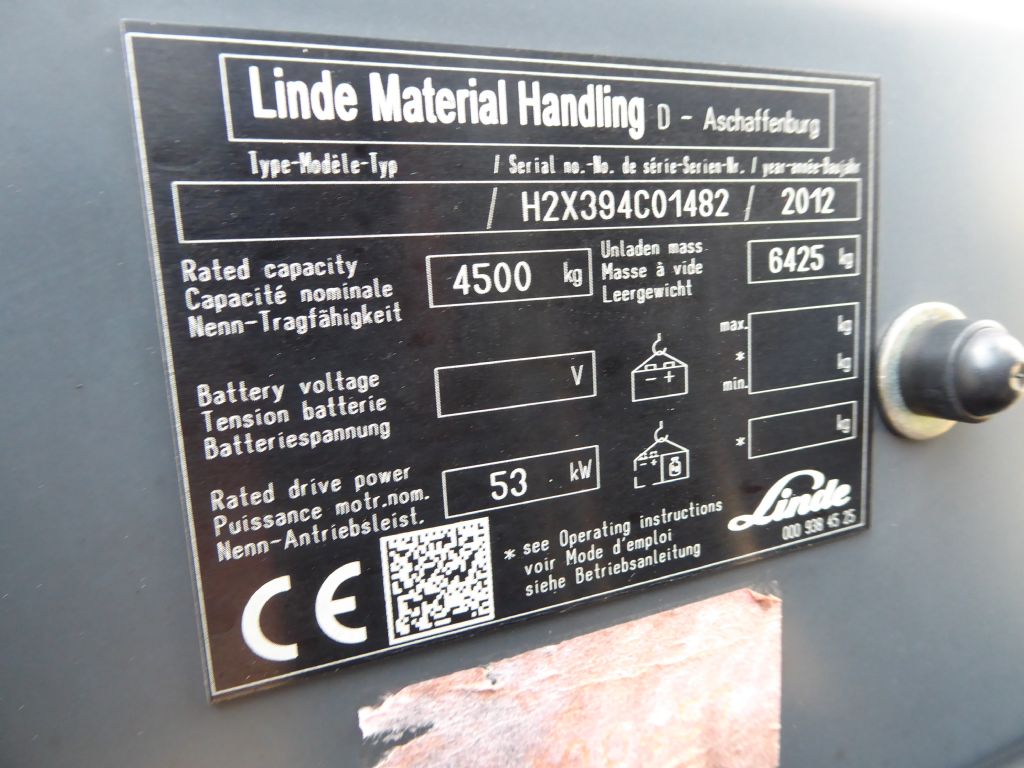 Linde Material Handling D - Aschaffenburg
Type-Modèle-Typ / Serial no.-No. de série-Serien-Nr. / year-année-Baujahr
/ H2X394C01482 / 2012
Rated capacity
Capacité nominale
Nenn-Tragfähigkeit
4500 kg
Unladen mass
Masse à vide
Leergewicht
6425 kg
Battery voltage
Tension batterie
Batteriespannung
V
- +
max. kg
* kg
min.
Rated drive power
Puissance motr.nom.
Nenn-Antriebsleist.
53 kW
- +
* kg
CE
* see Operating instructions
voir Mode d'emploi
siehe Betriebsanleitung
Linde
000 938 45 25